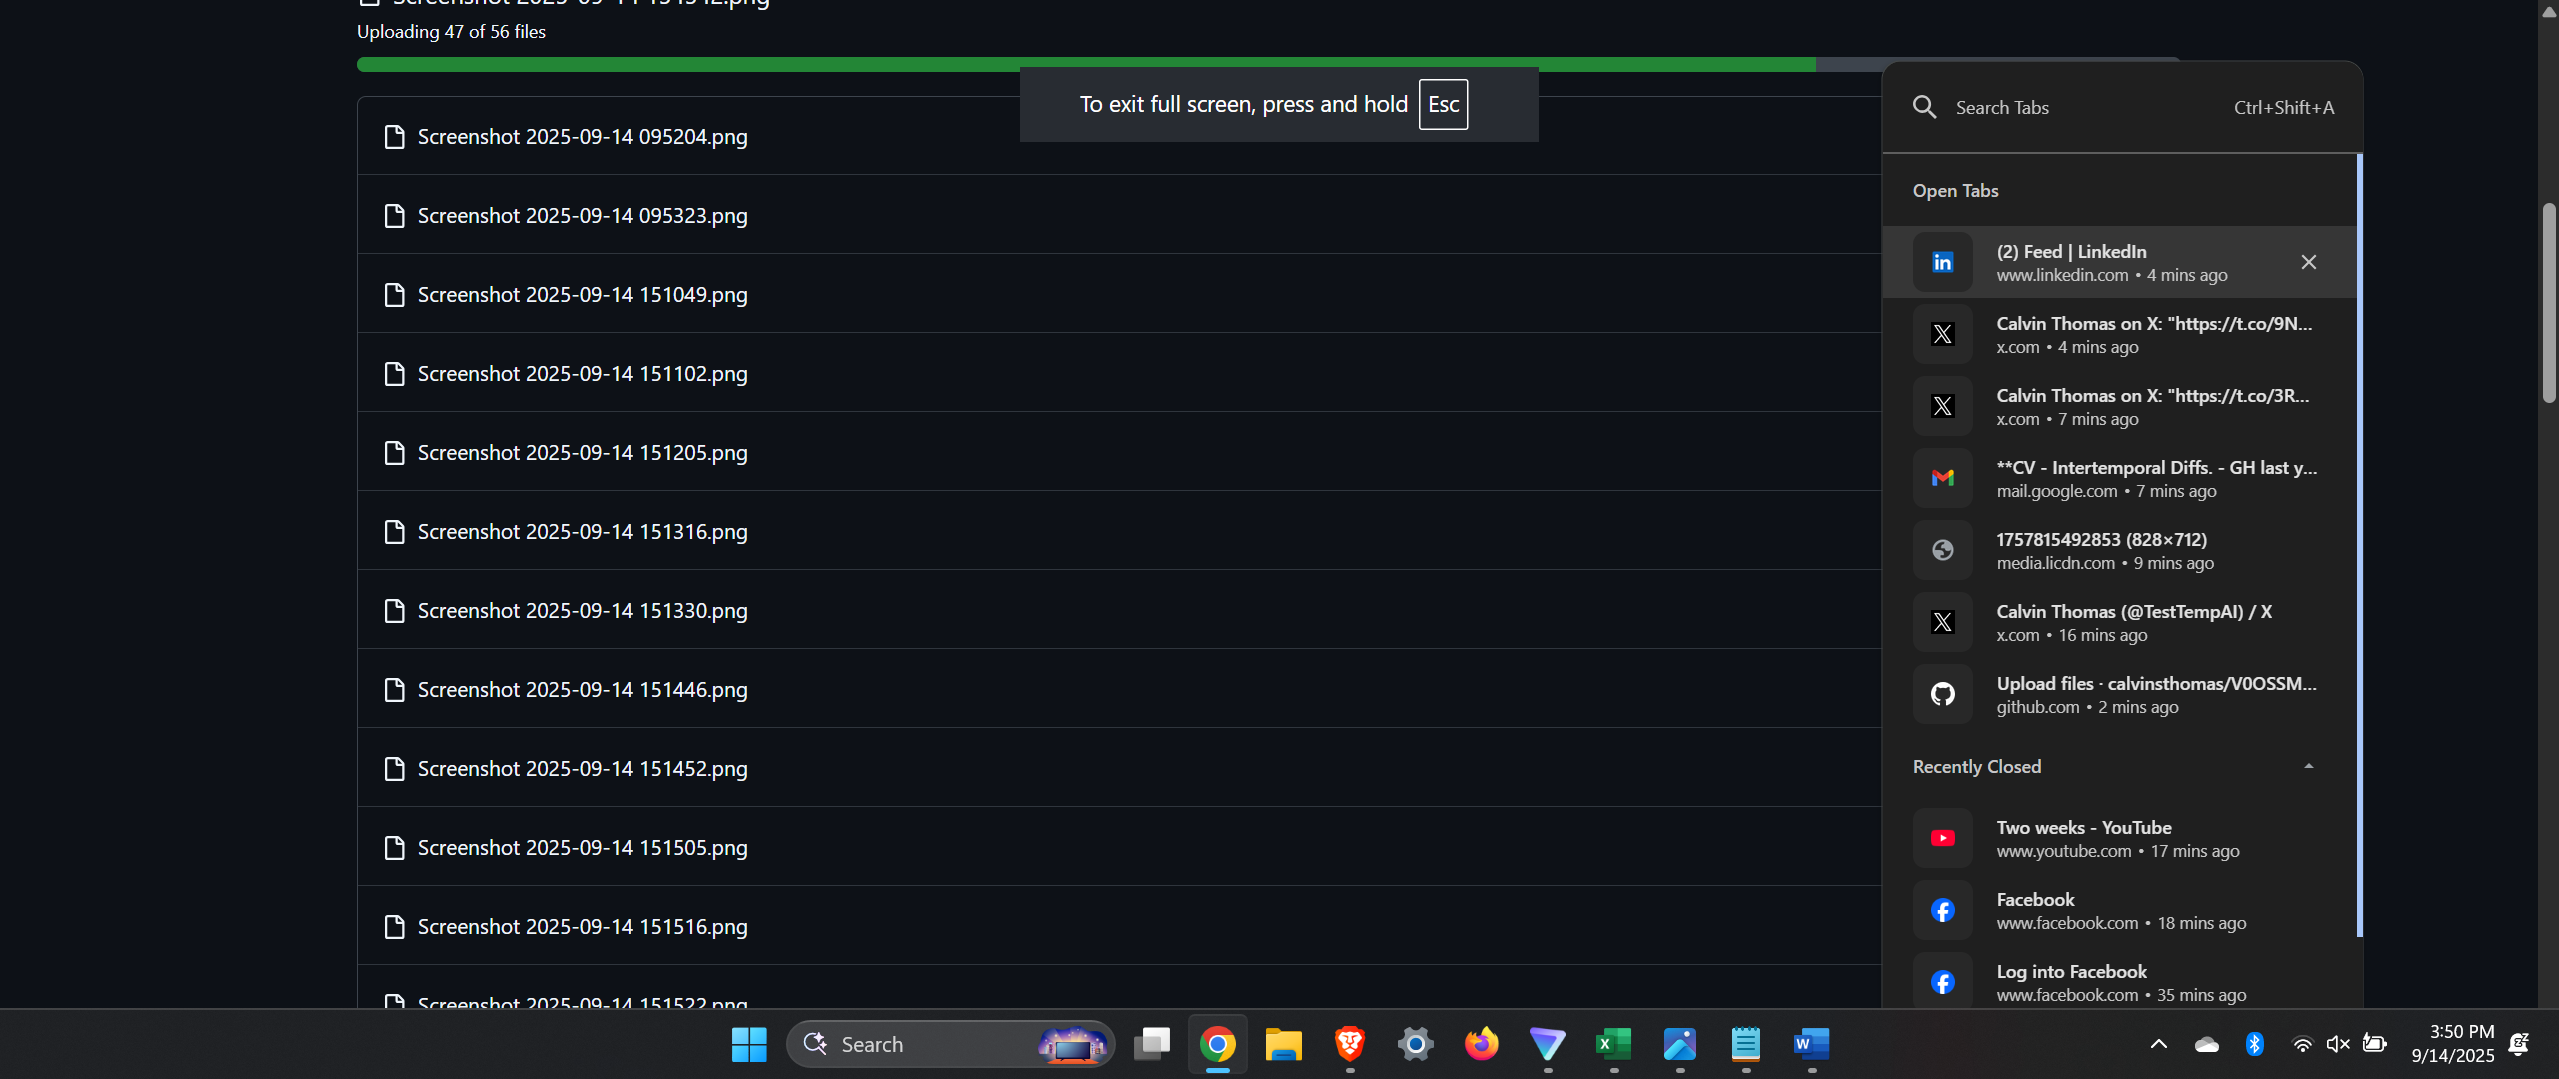 Uploading 47 of 56 files
To exit full screen, press and hold Esc
Screenshot 2025-09-14 095204.png
Screenshot 2025-09-14 095323.png
Screenshot 2025-09-14 151049.png
Screenshot 2025-09-14 151102.png
Screenshot 2025-09-14 151205.png
Screenshot 2025-09-14 151316.png
Screenshot 2025-09-14 151330.png
Screenshot 2025-09-14 151446.png
Screenshot 2025-09-14 151452.png
Screenshot 2025-09-14 151505.png
Screenshot 2025-09-14 151516.png
Screenshot 2025-09-14 151522.png
Search Tabs Ctrl+Shift+A
Open Tabs
(2) Feed | LinkedIn
www.linkedin.com • 4 mins ago
Calvin Thomas on X: "https://t.co/9N...
x.com • 4 mins ago
Calvin Thomas on X: "https://t.co/3R...
x.com • 7 mins ago
**CV - Intertemporal Diffs. - GH last y...
mail.google.com • 7 mins ago
1757815492853 (828×712)
media.licdn.com • 9 mins ago
Calvin Thomas (@TestTempAI) / X
x.com • 16 mins ago
Upload files · calvinsthomas/V0OSSM...
github.com • 2 mins ago
Recently Closed
Two weeks - YouTube
www.youtube.com • 17 mins ago
Facebook
www.facebook.com • 18 mins ago
Log into Facebook
www.facebook.com • 35 mins ago
Search
3:50 PM
9/14/2025